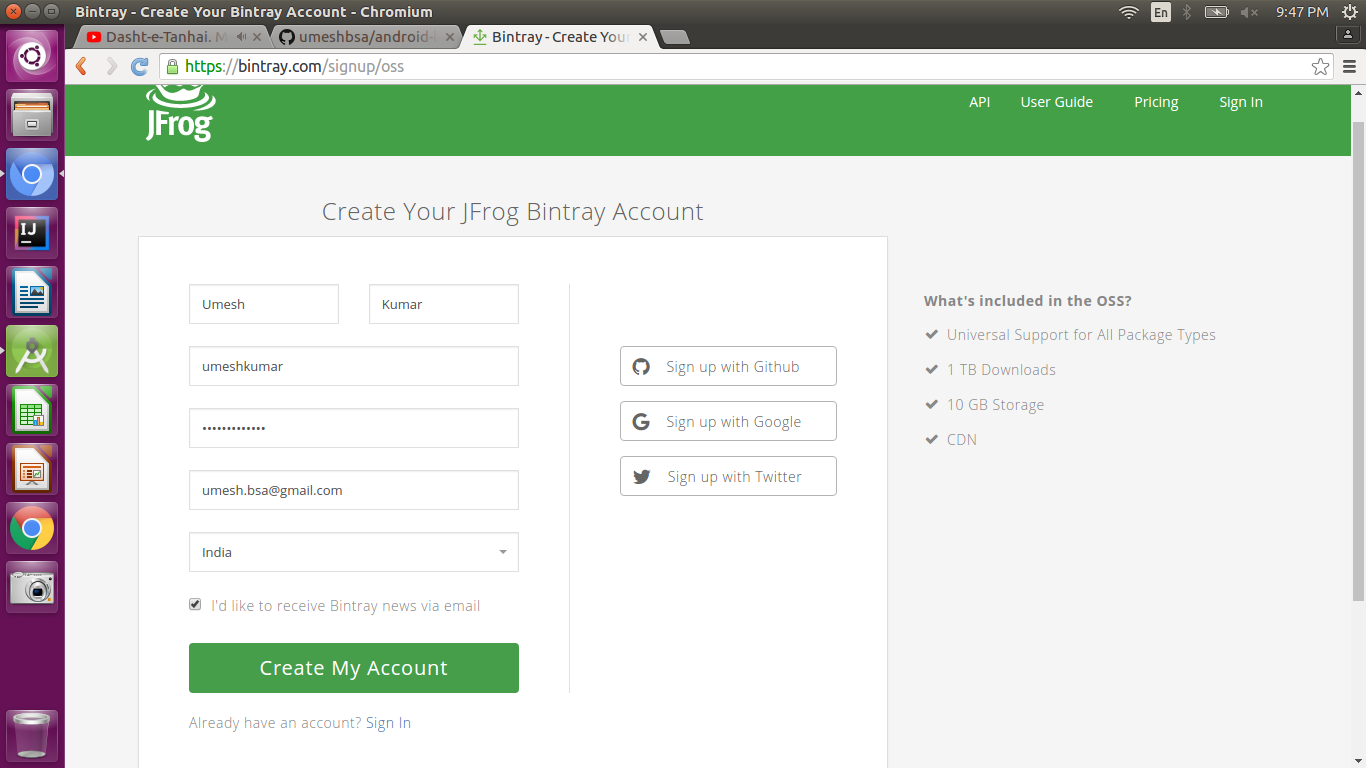 Bintray - Create Your Bintray Account - Chromium
En
9:47 PM
Dasht-e-Tanhai. M
umeshbsa/android-
Bintray - Create You
https://bintray.com/signup/oss
JFrog
API
User Guide
Pricing
Sign In
Create Your JFrog Bintray Account
Umesh
Kumar
umeshkumar
•••••••••••••
umesh.bsa@gmail.com
India
I'd like to receive Bintray news via email
Create My Account
Already have an account? Sign In
Sign up with Github
Sign up with Google
Sign up with Twitter
What's included in the OSS?
Universal Support for All Package Types
1 TB Downloads
10 GB Storage
CDN
IJ